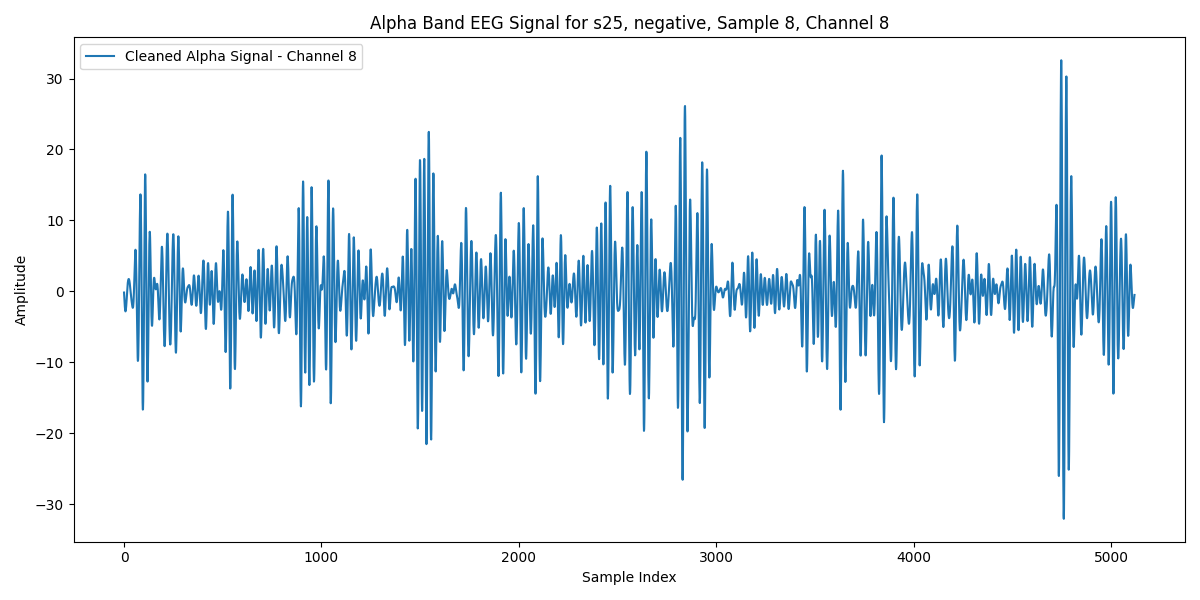 Alpha Band EEG Signal for s25, negative, Sample 8, Channel 8
Cleaned Alpha Signal - Channel 8
Amplitude
30
20
10
0
−10
−20
−30
0 1000 2000 3000 4000 5000
Sample Index